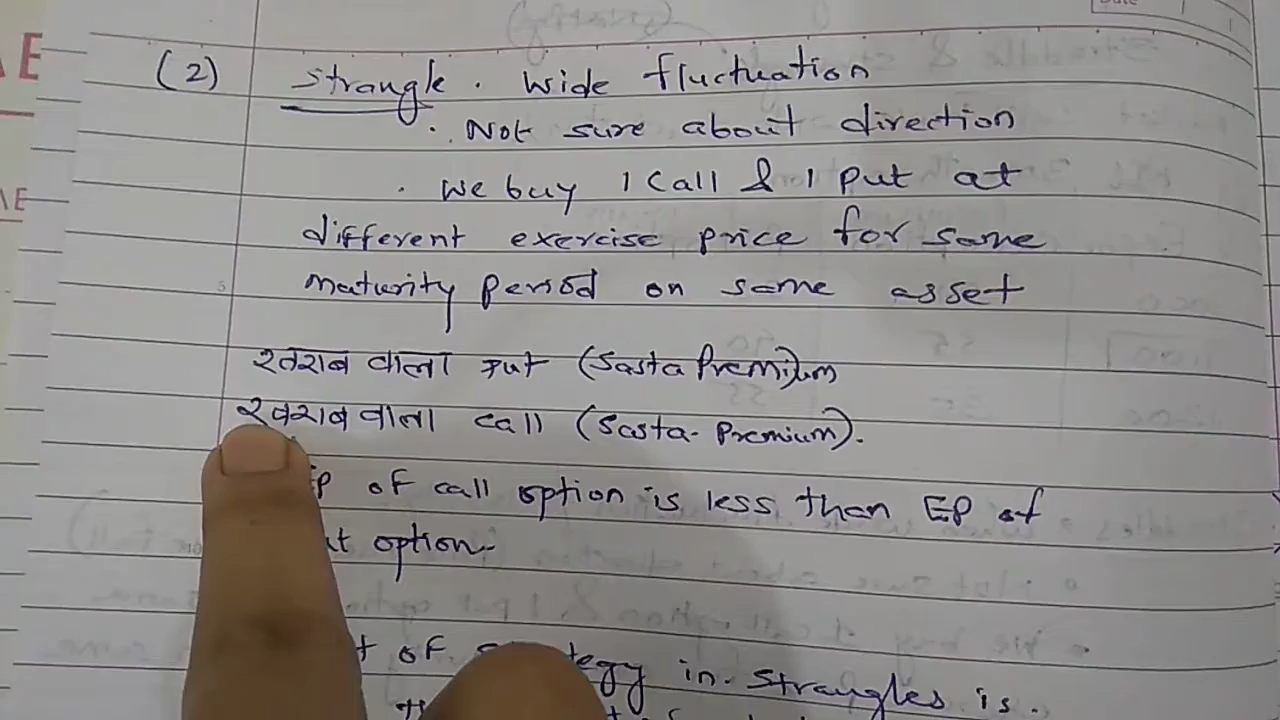 (2) Strangle . Wide fluctuation
. Not sure about direction
. We buy 1 call & 1 put at
different exercise price for same
maturity period on same asset
खराब वाला put (Sasta Premium)
खराब वाला call (Sasta-Premium).
EP of call option is less than EP of
option.
of strategy in strangles is.